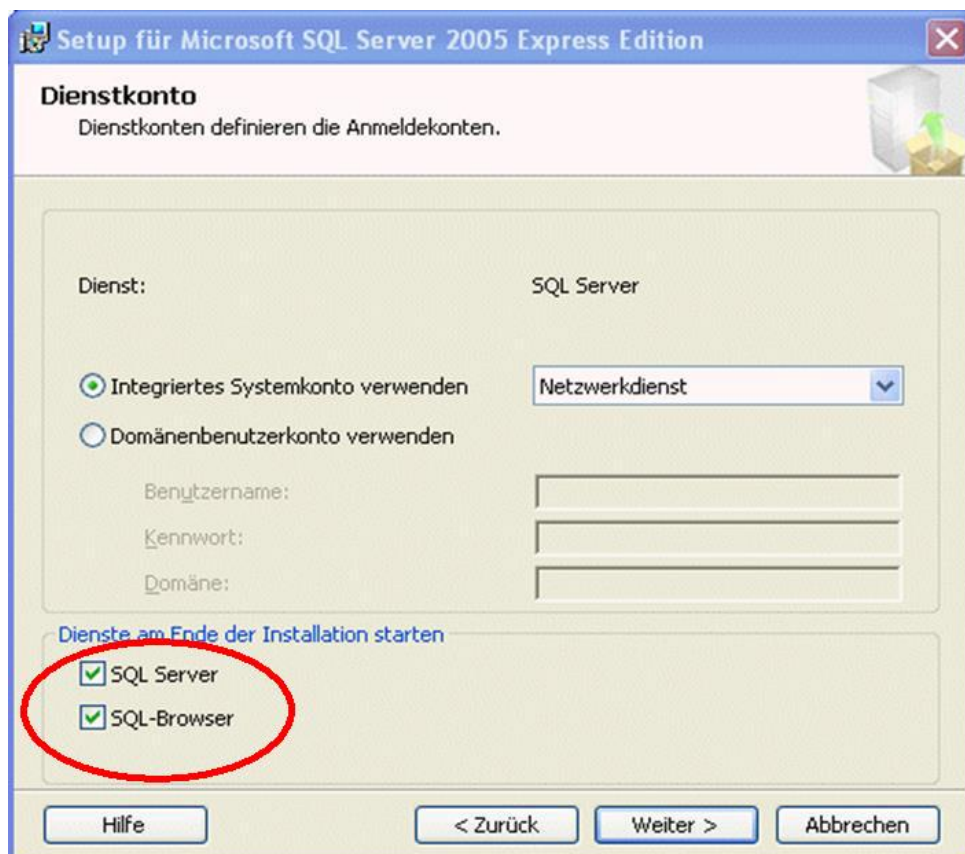 Setup für Microsoft SQL Server 2005 Express Edition
Dienstkonto
Dienstkonten definieren die Anmeldekonten.
Dienst: SQL Server
Integriertes Systemkonto verwenden Netzwerkdienst
Domänenbenutzerkonto verwenden
Benutzername:
Kennwort:
Domäne:
Dienste am Ende der Installation starten
SQL Server
SQL-Browser
Hilfe < Zurück Weiter > Abbrechen